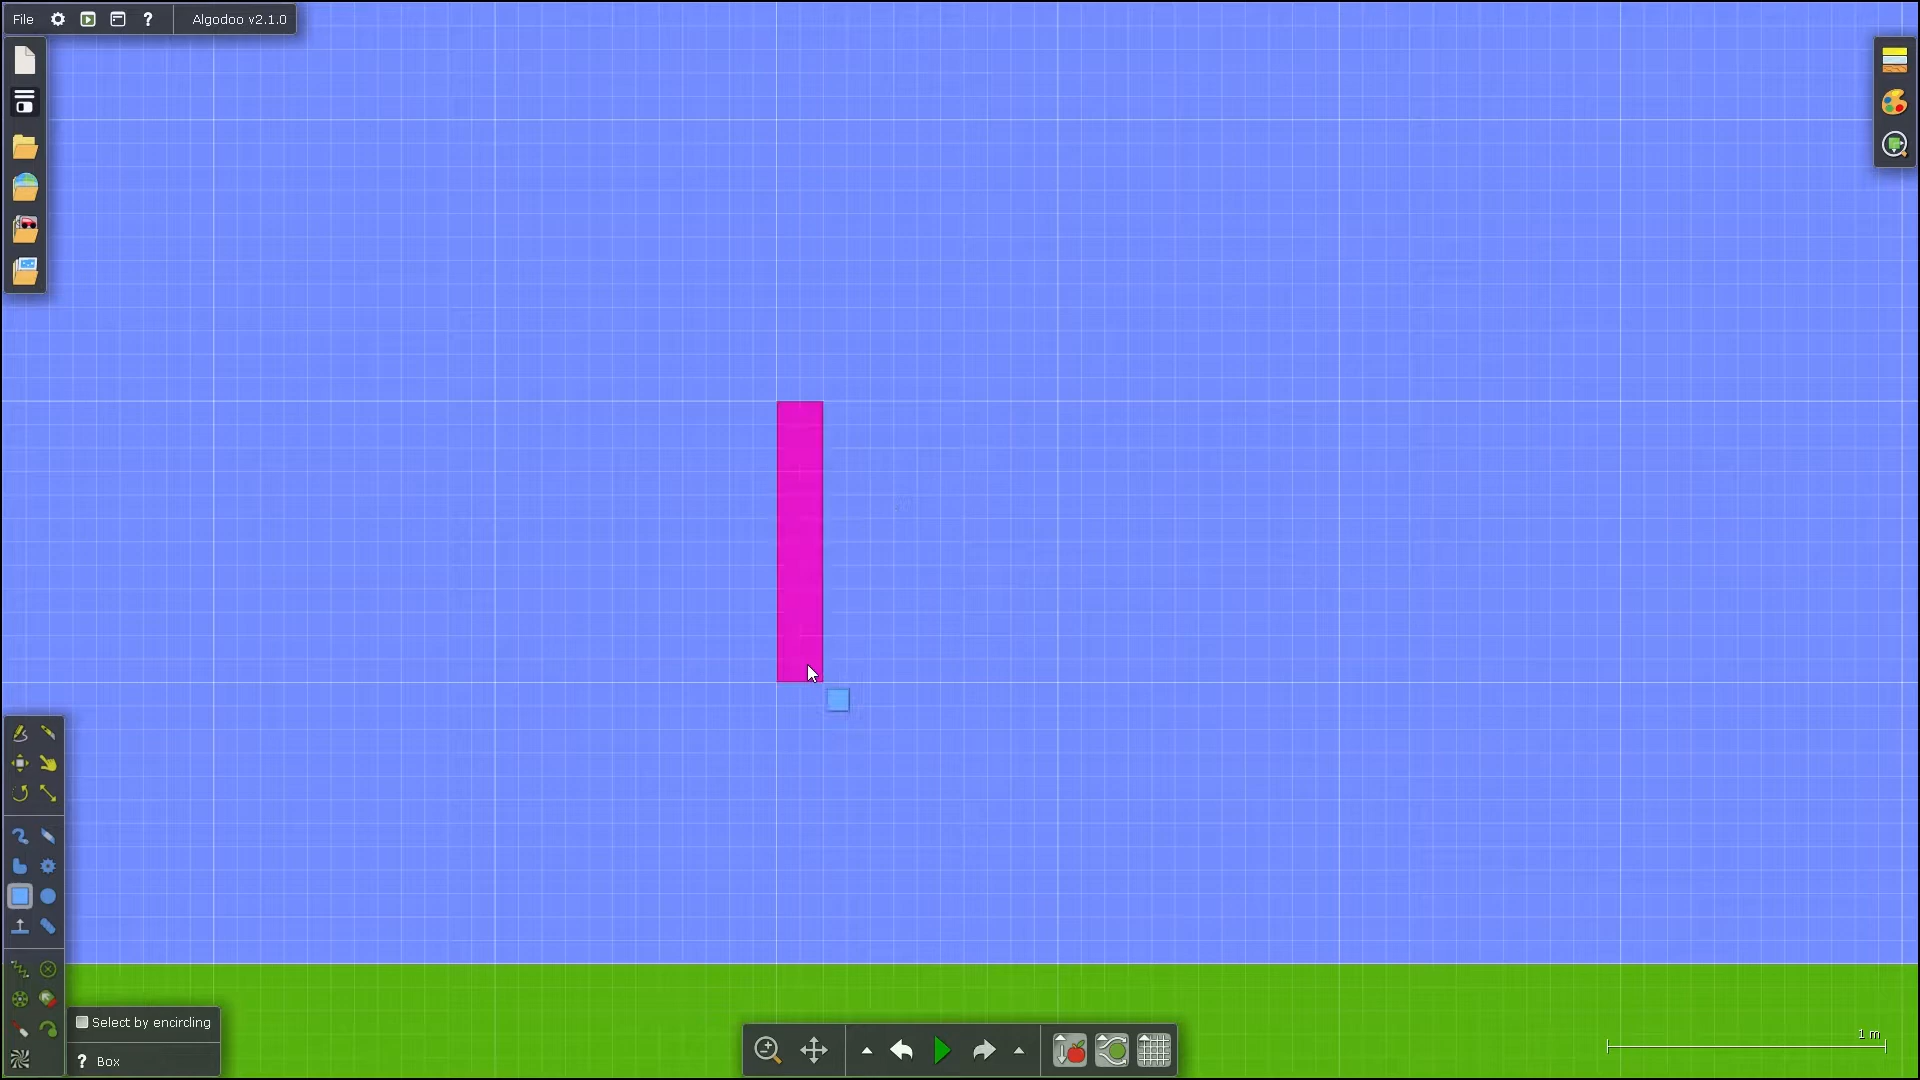 File ? Algodoo v2.1.0
Select by encircling
? Box
1 m